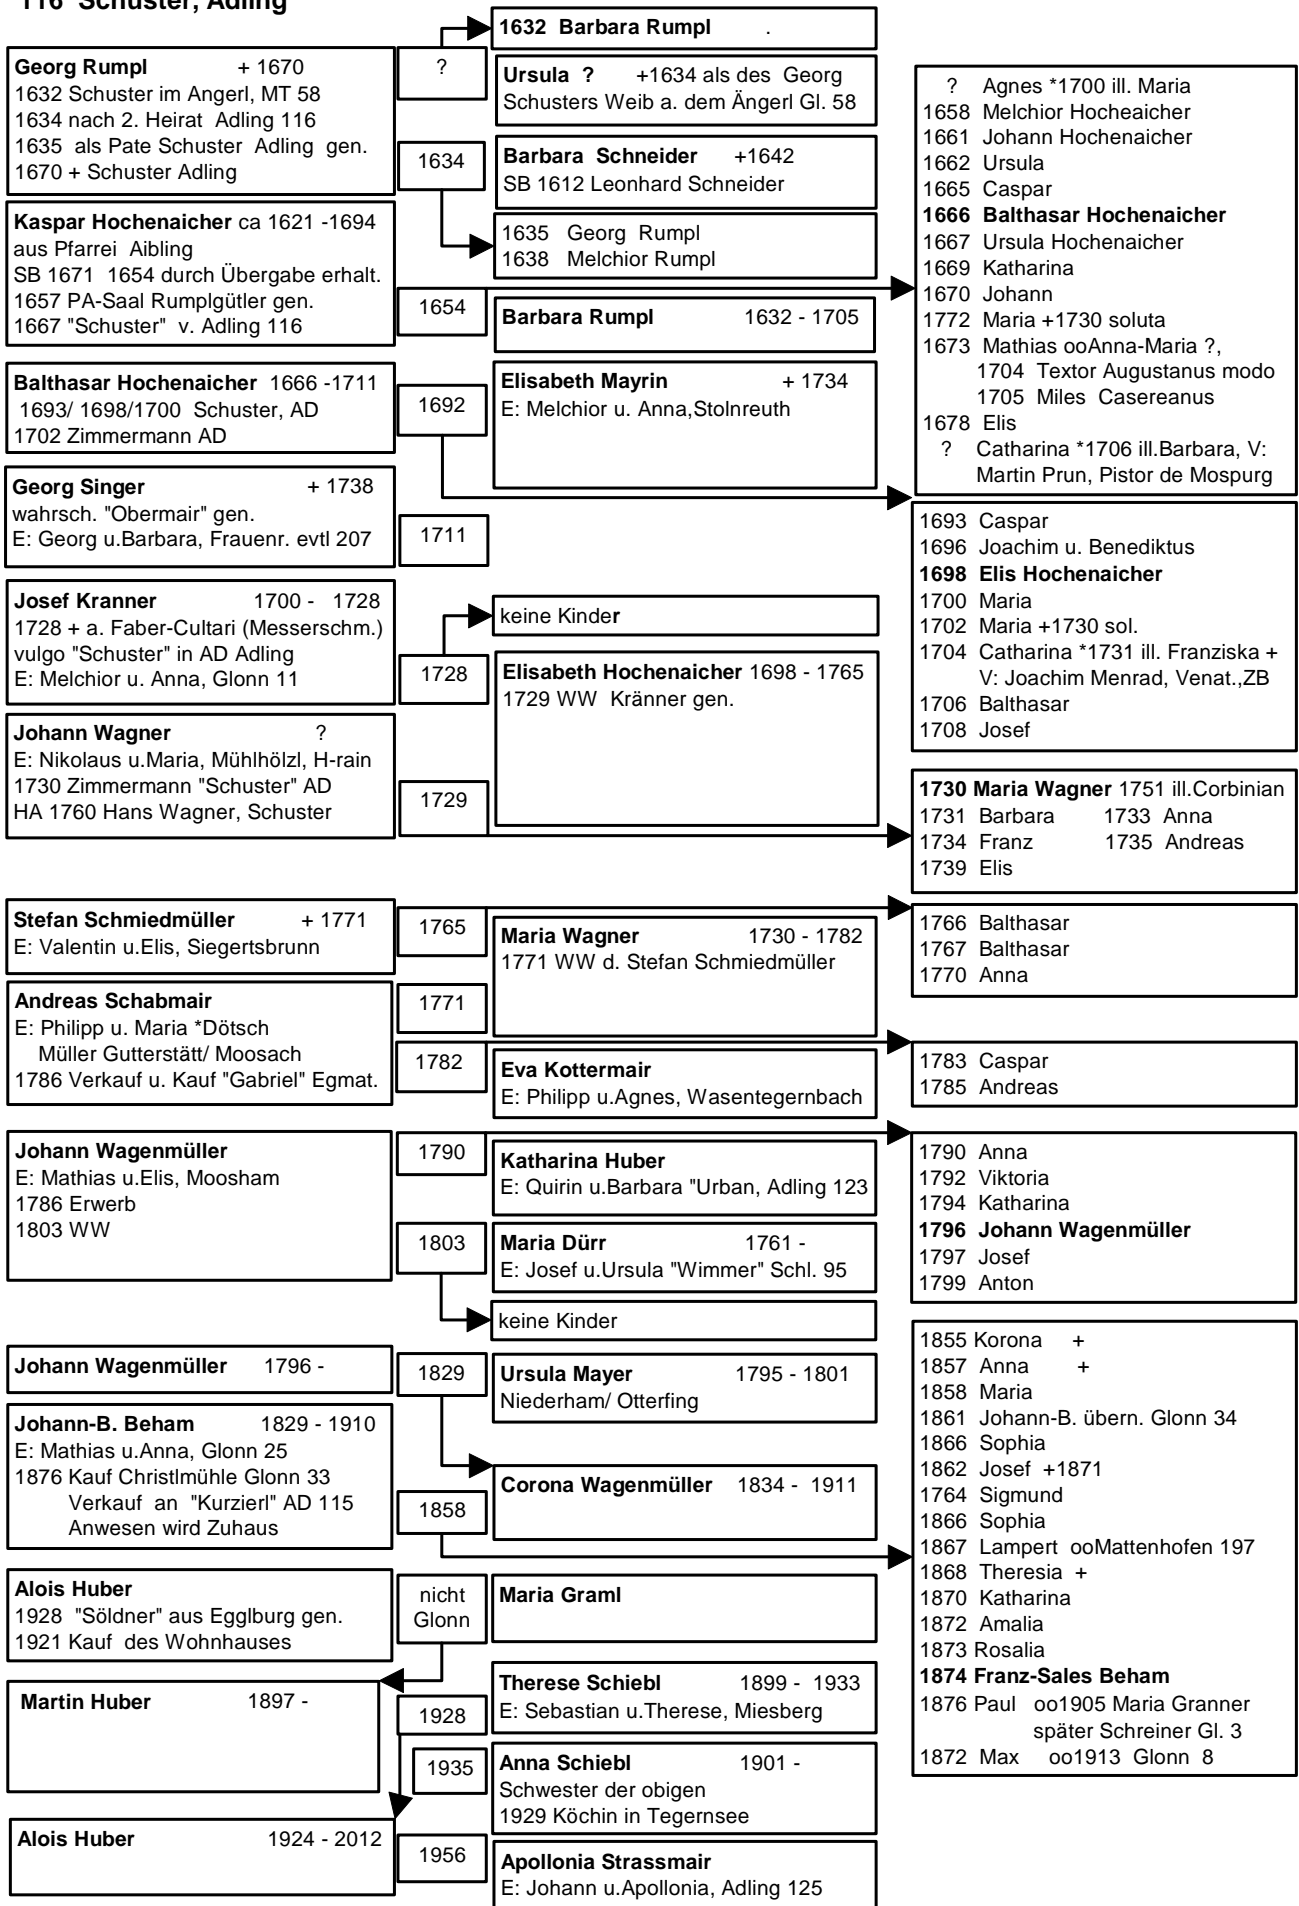 116 Schuster, Adling
Georg Rumpl + 1670
1632 Schuster im Angerl, MT 58
1634 nach 2. Heirat Adling 116
1635 als Pate Schuster Adling gen.
1670 + Schuster Adling
?
1632 Barbara Rumpl .
Ursula ? +1634 als des Georg
Schusters Weib a. dem Ängerl Gl. 58
1634
Barbara Schneider +1642
SB 1612 Leonhard Schneider
1635 Georg Rumpl
1638 Melchior Rumpl
Kaspar Hochenaicher ca 1621 -1694
aus Pfarrei Aibling
SB 1671 1654 durch Übergabe erhalt.
1657 PA-Saal Rumplgütler gen.
1667 "Schuster" v. Adling 116
1654
Barbara Rumpl 1632 - 1705
? Agnes *1700 ill. Maria
1658 Melchior Hocheaicher
1661 Johann Hochenaicher
1662 Ursula
1665 Caspar
1666 Balthasar Hochenaicher
1667 Ursula Hochenaicher
1669 Katharina
1670 Johann
1772 Maria +1730 soluta
1673 Mathias ooAnna-Maria ?,
1704 Textor Augustanus modo
1705 Miles Casereanus
1678 Elis
? Catharina *1706 ill.Barbara, V:
Martin Prun, Pistor de Mospurg
Balthasar Hochenaicher 1666 -1711
1693/ 1698/1700 Schuster, AD
1702 Zimmermann AD
1692
Elisabeth Mayrin + 1734
E: Melchior u. Anna,Stolnreuth
Georg Singer + 1738
wahrsch. "Obermair" gen.
E: Georg u.Barbara, Frauenr. evtl 207
1711
1693 Caspar
1696 Joachim u. Benediktus
1698 Elis Hochenaicher
1700 Maria
1702 Maria +1730 sol.
1704 Catharina *1731 ill. Franziska +
V: Joachim Menrad, Venat.,ZB
1706 Balthasar
1708 Josef
Josef Kranner 1700 - 1728
1728 + a. Faber-Cultari (Messerschm.)
vulgo "Schuster" in AD Adling
E: Melchior u. Anna, Glonn 11
1728
keine Kinder
Elisabeth Hochenaicher 1698 - 1765
1729 WW Kränner gen.
Johann Wagner ?
E: Nikolaus u.Maria, Mühlhölzl, H-rain
1730 Zimmermann "Schuster" AD
HA 1760 Hans Wagner, Schuster
1729
1730 Maria Wagner 1751 ill.Corbinian
1731 Barbara 1733 Anna
1734 Franz 1735 Andreas
1739 Elis
Stefan Schmiedmüller + 1771
E: Valentin u.Elis, Siegertsbrunn
1765
Maria Wagner 1730 - 1782
1771 WW d. Stefan Schmiedmüller
1766 Balthasar
1767 Balthasar
1770 Anna
Andreas Schabmair
E: Philipp u. Maria *Dötsch
Müller Gutterstätt/ Moosach
1786 Verkauf u. Kauf "Gabriel" Egmat.
1771
1782
Eva Kottermair
E: Philipp u.Agnes, Wasentegernbach
1783 Caspar
1785 Andreas
Johann Wagenmüller
E: Mathias u.Elis, Moosham
1786 Erwerb
1803 WW
1790
Katharina Huber
E: Quirin u.Barbara "Urban, Adling 123
1803
Maria Dürr 1761 -
E: Josef u.Ursula "Wimmer" Schl. 95
keine Kinder
1790 Anna
1792 Viktoria
1794 Katharina
1796 Johann Wagenmüller
1797 Josef
1799 Anton
Johann Wagenmüller 1796 -
1829
Ursula Mayer 1795 - 1801
Niederham/ Otterfing
Johann-B. Beham 1829 - 1910
E: Mathias u.Anna, Glonn 25
1876 Kauf Christlmühle Glonn 33
Verkauf an "Kurzierl" AD 115
Anwesen wird Zuhaus
1858
Corona Wagenmüller 1834 - 1911
1855 Korona +
1857 Anna +
1858 Maria
1861 Johann-B. übern. Glonn 34
1866 Sophia
1862 Josef +1871
1764 Sigmund
1866 Sophia
1867 Lampert ooMattenhofen 197
1868 Theresia +
1870 Katharina
1872 Amalia
1873 Rosalia
1874 Franz-Sales Beham
1876 Paul oo1905 Maria Granner
später Schreiner Gl. 3
1872 Max oo1913 Glonn 8
Alois Huber
1928 "Söldner" aus Egglburg gen.
1921 Kauf des Wohnhauses
nicht
Glonn
Maria Graml
Martin Huber 1897 -
1928
Therese Schiebl 1899 - 1933
E: Sebastian u.Therese, Miesberg
1935
Anna Schiebl 1901 -
Schwester der obigen
1929 Köchin in Tegernsee
Alois Huber 1924 - 2012
1956
Apollonia Strassmair
E: Johann u.Apollonia, Adling 125